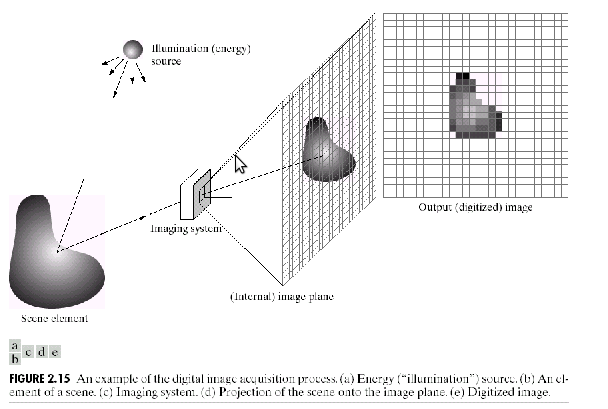 Illumination (energy)
source
Output (digitized) image
Imaging system
(Internal) image plane
Scene element
a
b c d e
FIGURE 2.15 An example of the digital image acquisition process. (a) Energy (“illumination”) source. (b) An el-
ement of a scene. (c) Imaging system. (d) Projection of the scene onto the image plane. (e) Digitized image.